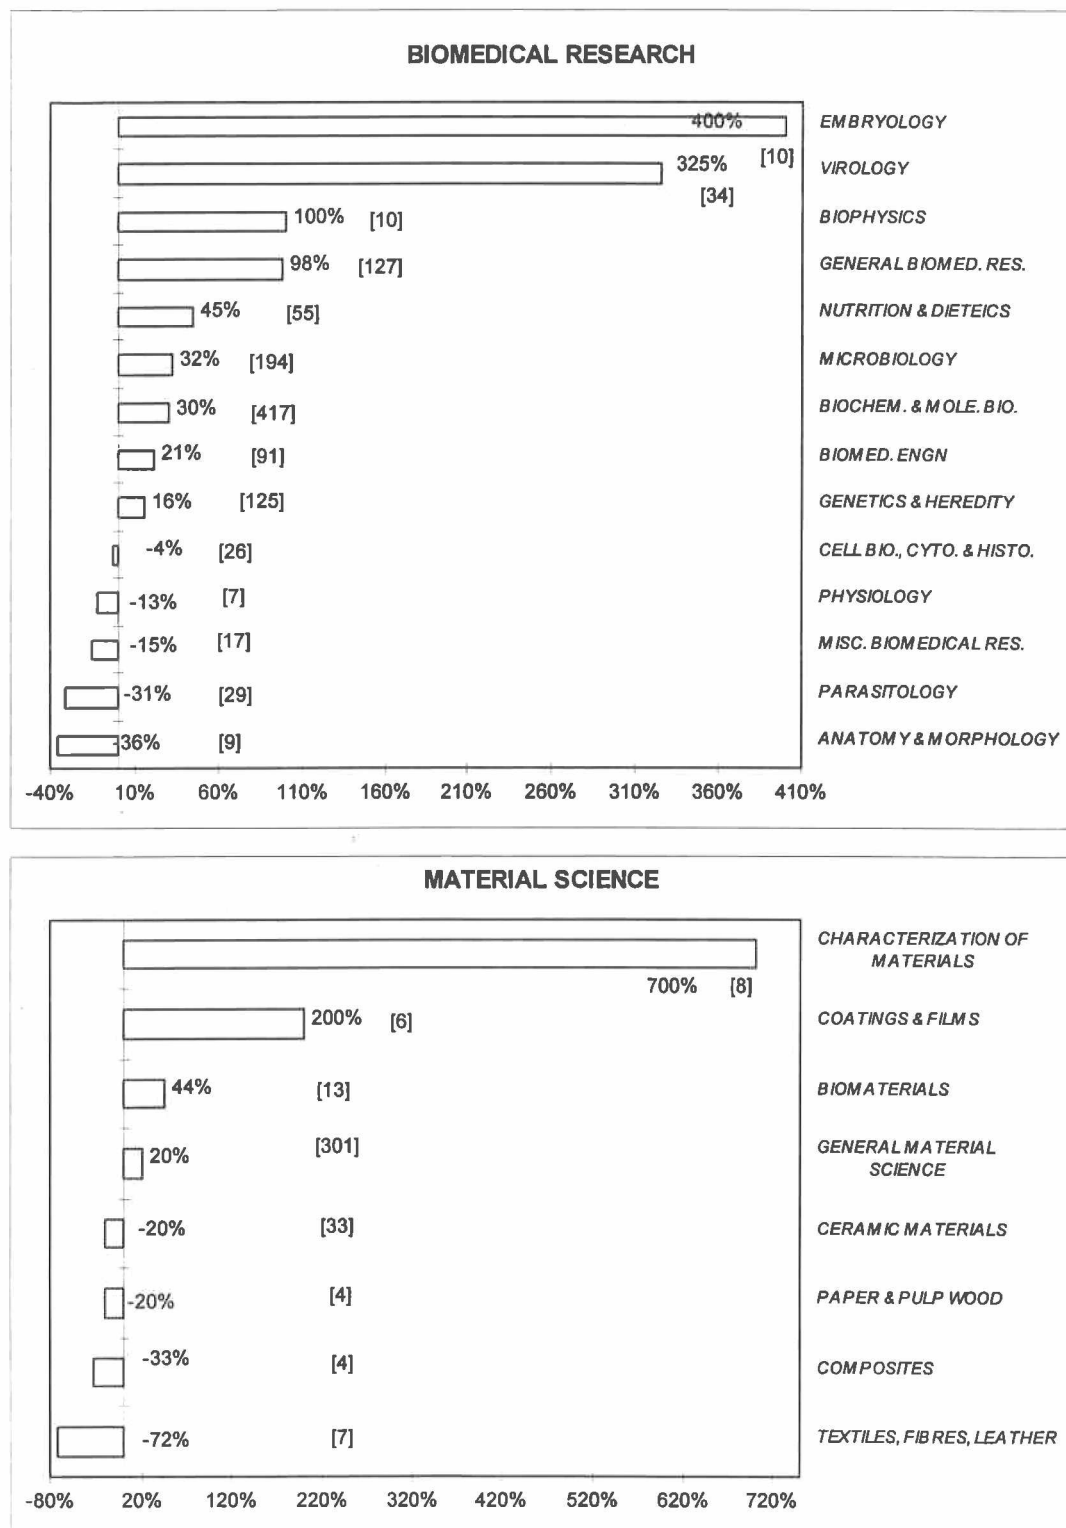 BIOMEDICAL RESEARCH
400% [10] EMBRYOLOGY
325% [34] VIROLOGY
100% [10] BIOPHYSICS
98% [127] GENERAL BIOMED. RES.
45% [55] NUTRITION & DIETEICS
32% [194] MICROBIOLOGY
30% [417] BIOCHEM. & MOLE. BIO.
21% [91] BIOMED. ENGN
16% [125] GENETICS & HEREDITY
-4% [26] CELL BIO., CYTO. & HISTO.
-13% [7] PHYSIOLOGY
-15% [17] MISC. BIOMEDICAL RES.
-31% [29] PARASITOLOGY
-36% [9] ANATOMY & MORPHOLOGY
-40% 10% 60% 110% 160% 210% 260% 310% 360% 410%
MATERIAL SCIENCE
CHARACTERIZATION OF
MATERIALS
700% [8]
200% [6] COATINGS & FILMS
44% [13] BIOMATERIALS
20% [301] GENERAL MATERIAL
SCIENCE
-20% [33] CERAMIC MATERIALS
-20% [4] PAPER & PULP WOOD
-33% [4] COMPOSITES
-72% [7] TEXTILES, FIBRES, LEATHER
-80% 20% 120% 220% 320% 420% 520% 620% 720%